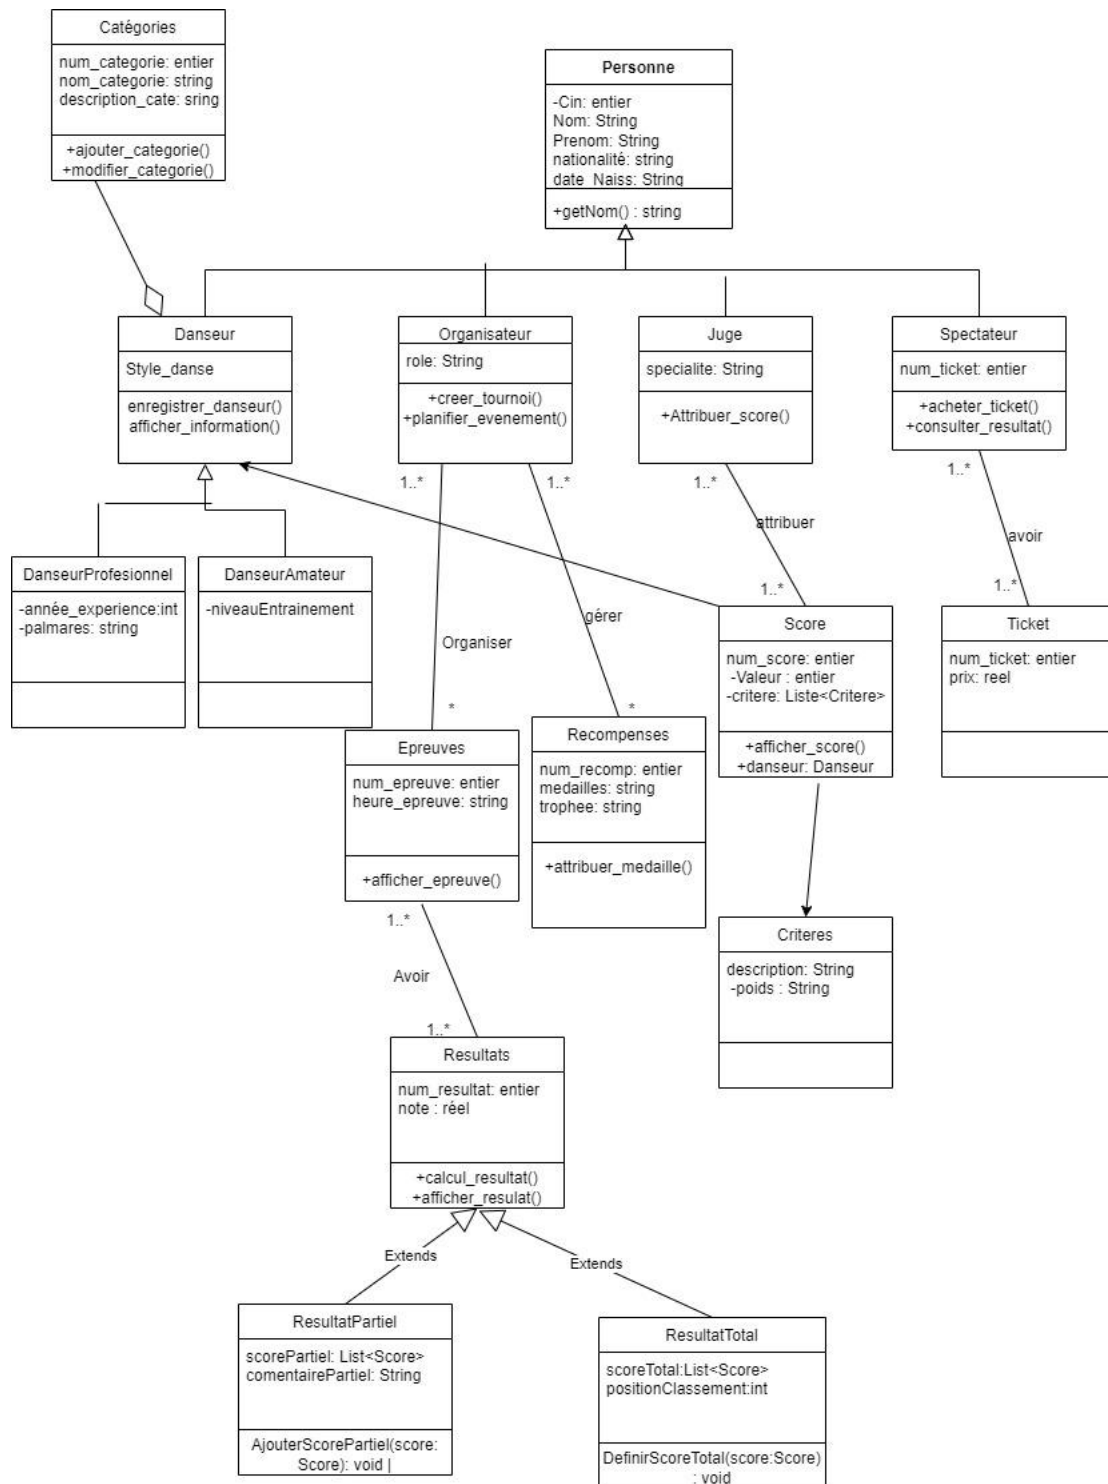 Catégories
num_categorie: entier
nom_categorie: string
description_cate: sring
+ajouter_categorie()
+modifier_categorie()
Personne
-Cin: entier
Nom: String
Prenom: String
nationalité: string
date_Naiss: String
+getNom() : string
Danseur
Style_danse
enregistrer_danseur()
afficher_information()
Organisateur
role: String
+creer_tournoi()
+planifier_evenement()
Juge
specialite: String
+Attribuer_score()
Spectateur
num_ticket: entier
+acheter_ticket()
+consulter_resultat()
1..*
1..*
1..*
1..*
attribuer
avoir
DanseurProfesionnel
-année_experience:int
-palmares: string
DanseurAmateur
-niveauEntrainement
1..*
1..*
gérer
Organiser
Score
num_score: entier
-Valeur : entier
-critere: Liste<Critere>
+afficher_score()
+danseur: Danseur
Ticket
num_ticket: entier
prix: reel
*
*
Epreuves
num_epreuve: entier
heure_epreuve: string
+afficher_epreuve()
Recompenses
num_recomp: entier
medailles: string
trophee: string
+attribuer_medaille()
1..*
Avoir
1..*
Criteres
description: String
-poids : String
Resultats
num_resultat: entier
note : réel
+calcul_resultat()
+afficher_resulat()
Extends
Extends
ResultatPartiel
scorePartiel: List<Score>
comentairePartiel: String
AjouterScorePartiel(score:
Score): void |
ResultatTotal
scoreTotal:List<Score>
positionClassement:int
DefinirScoreTotal(score:Score)
: void